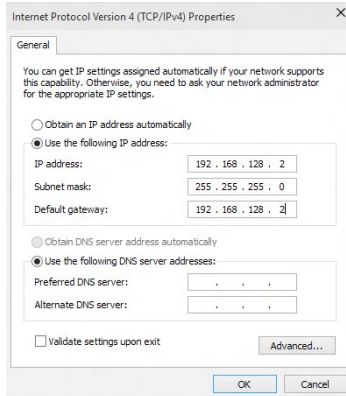 Internet Protocol Version 4 (TCP/IPv4) Properties
General
You can get IP settings assigned automatically if your network supports
this capability. Otherwise, you need to ask your network administrator
for the appropriate IP settings.
Obtain an IP address automatically
Use the following IP address:
IP address: 192 . 168 . 128 . 2
Subnet mask: 255 . 255 . 255 . 0
Default gateway: 192 . 168 . 128 . 2
Obtain DNS server address automatically
Use the following DNS server addresses:
Preferred DNS server: . . .
Alternate DNS server: . . .
Validate settings upon exit
Advanced...
OK Cancel